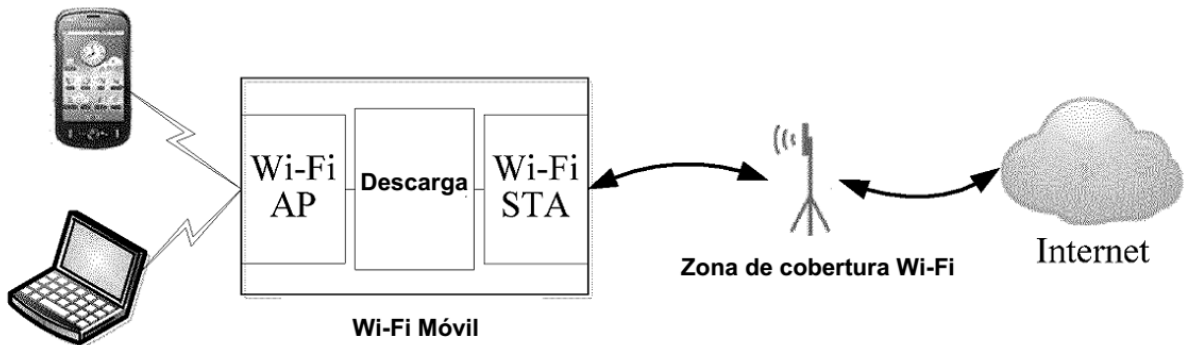 Wi-Fi
AP
Descarga
Wi-Fi
STA
Wi-Fi Móvil
Zona de cobertura Wi-Fi
Internet